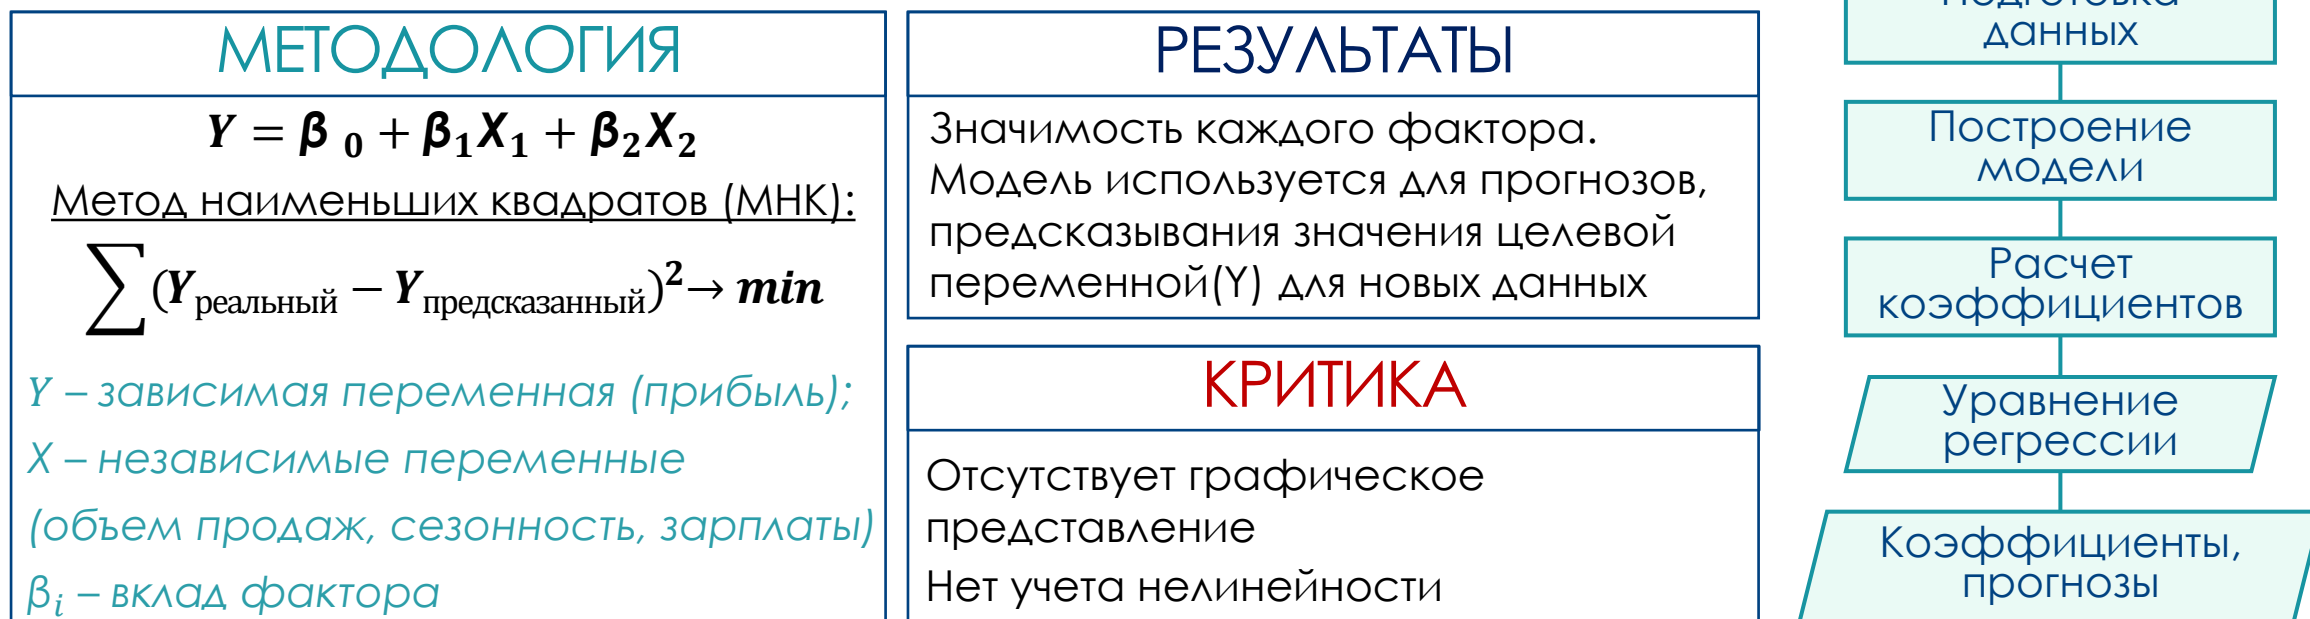 МЕТОДОЛОГИЯ
Y = β 0 + β1X1 + β2X2
Метод наименьших квадратов (МНК):
∑(Yреальный − Yпредсказанный)²→ min
Y – зависимая переменная (прибыль);
X – независимые переменные
(объем продаж, сезонность, зарплаты)
βi – вклад фактора
РЕЗУЛЬТАТЫ
Значимость каждого фактора.
Модель используется для прогнозов,
предсказывания значения целевой
переменной(Y) для новых данных
КРИТИКА
Отсутствует графическое
представление
Нет учета нелинейности
Подготовка
данных
Построение
модели
Расчет
коэффициентов
Уравнение
регрессии
Коэффициенты,
прогнозы